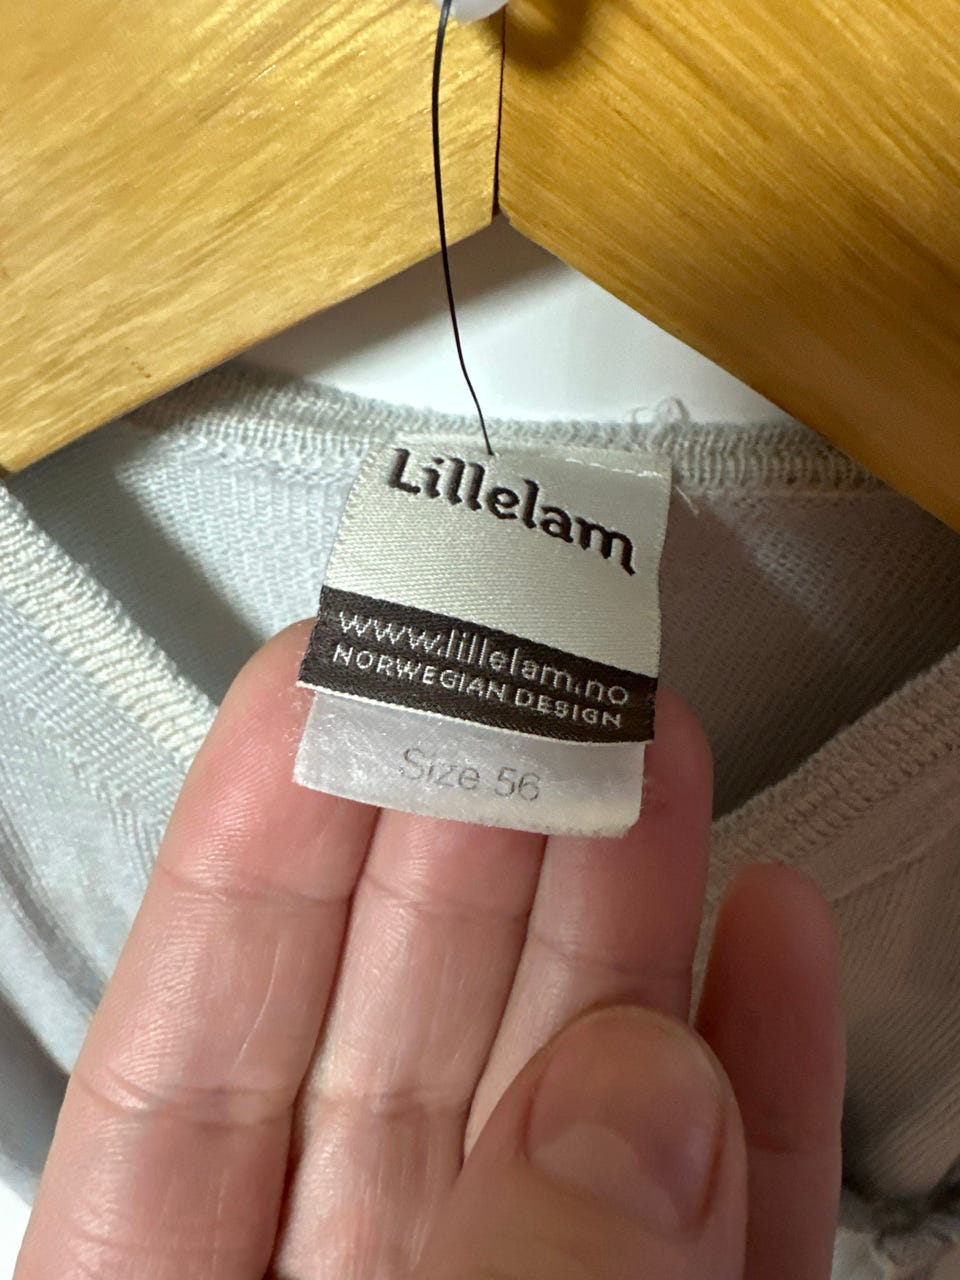 Lillelam
www.lillelam.no
NORWEGIAN DESIGN
Size 56